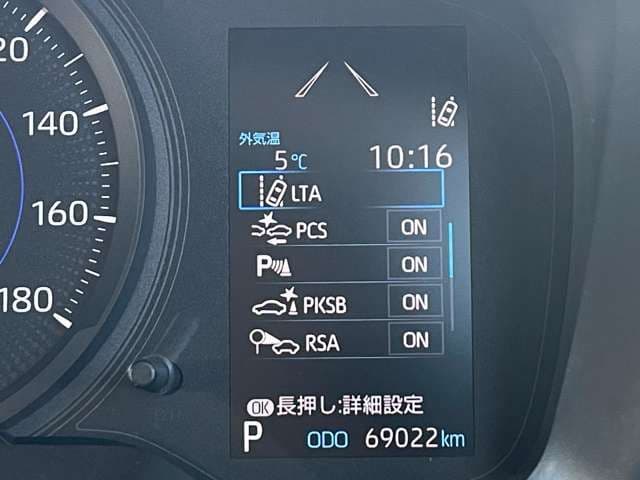 20
140
160
180
外気温
5℃ 10:16
LTA
PCS ON
P ON
PKSB ON
RSA ON
OK 長押し:詳細設定
P ODO 69022km